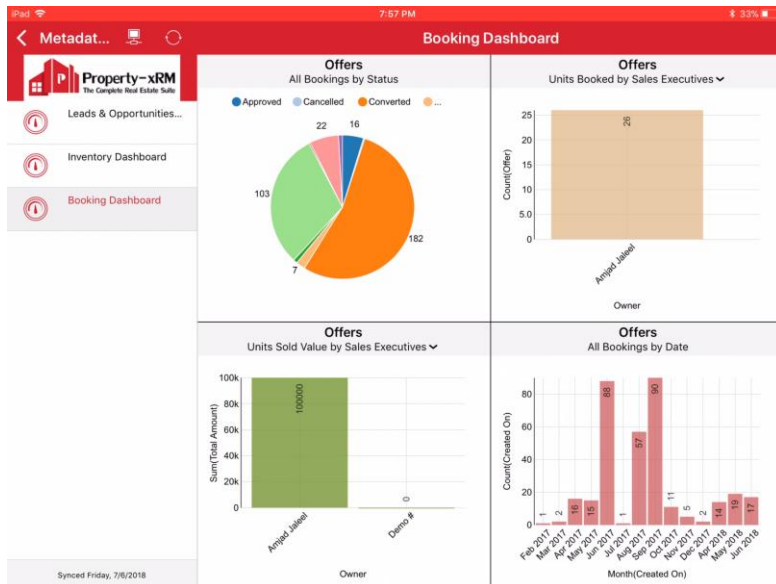 iPad 7:57 PM 33%
Metadat... Booking Dashboard
P Property-xRM
The Complete Real Estate Suite
Leads & Opportunities...
Inventory Dashboard
Booking Dashboard
Synced Friday, 7/6/2018
Offers
All Bookings by Status
Approved Cancelled Converted ...
22 16
103
182
7
Offers
Units Booked by Sales Executives
Count(Offer)
25
20
15
10
5.0
0
26
Amjad Jaleel
Owner
Offers
Units Sold Value by Sales Executives
Sum(Total Amount)
100k
80k
60k
40k
20k
0
100000
0
Amjad Jaleel
Demo #
Owner
Offers
All Bookings by Date
Count(Created On)
80
60
40
20
0
1 2 16 15 88 1 57 90 11 5 2 14 19 17
Feb 2017
Mar 2017
Apr 2017
May 2017
Jun 2017
Jul 2017
Aug 2017
Sep 2017
Oct 2017
Nov 2017
Dec 2017
Apr 2018
May 2018
Jun 2018
Month(Created On)